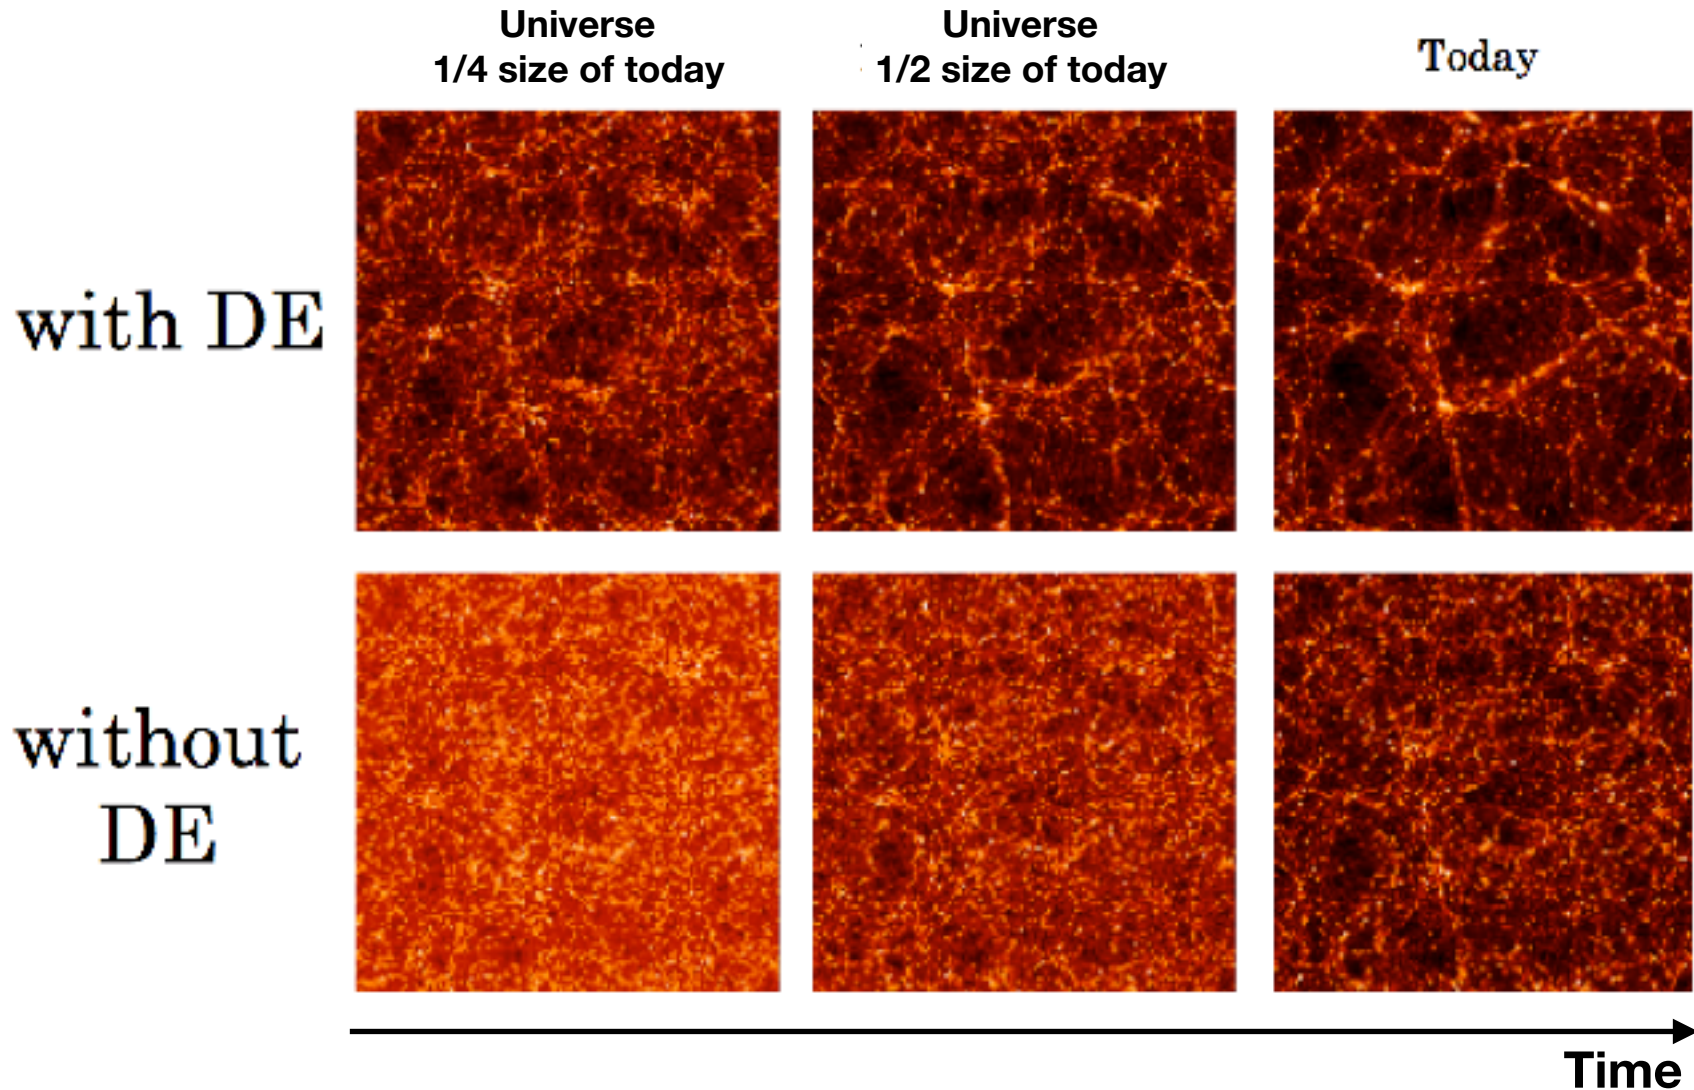 Universe
1/4 size of today
Universe
1/2 size of today
Today
with DE
without
DE
Time